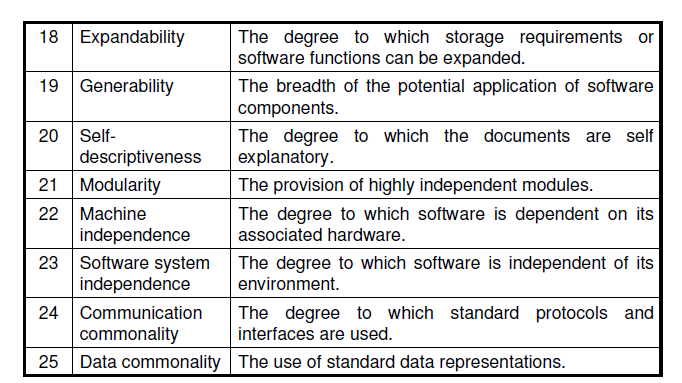 18 Expandability The degree to which storage requirements or
software functions can be expanded.
19 Generability The breadth of the potential application of software
components.
20 Self- The degree to which the documents are self
descriptiveness explanatory.
21 Modularity The provision of highly independent modules.
22 Machine The degree to which software is dependent on its
independence associated hardware.
23 Software system The degree to which software is independent of its
independence environment.
24 Communication The degree to which standard protocols and
commonality interfaces are used.
25 Data commonality The use of standard data representations.